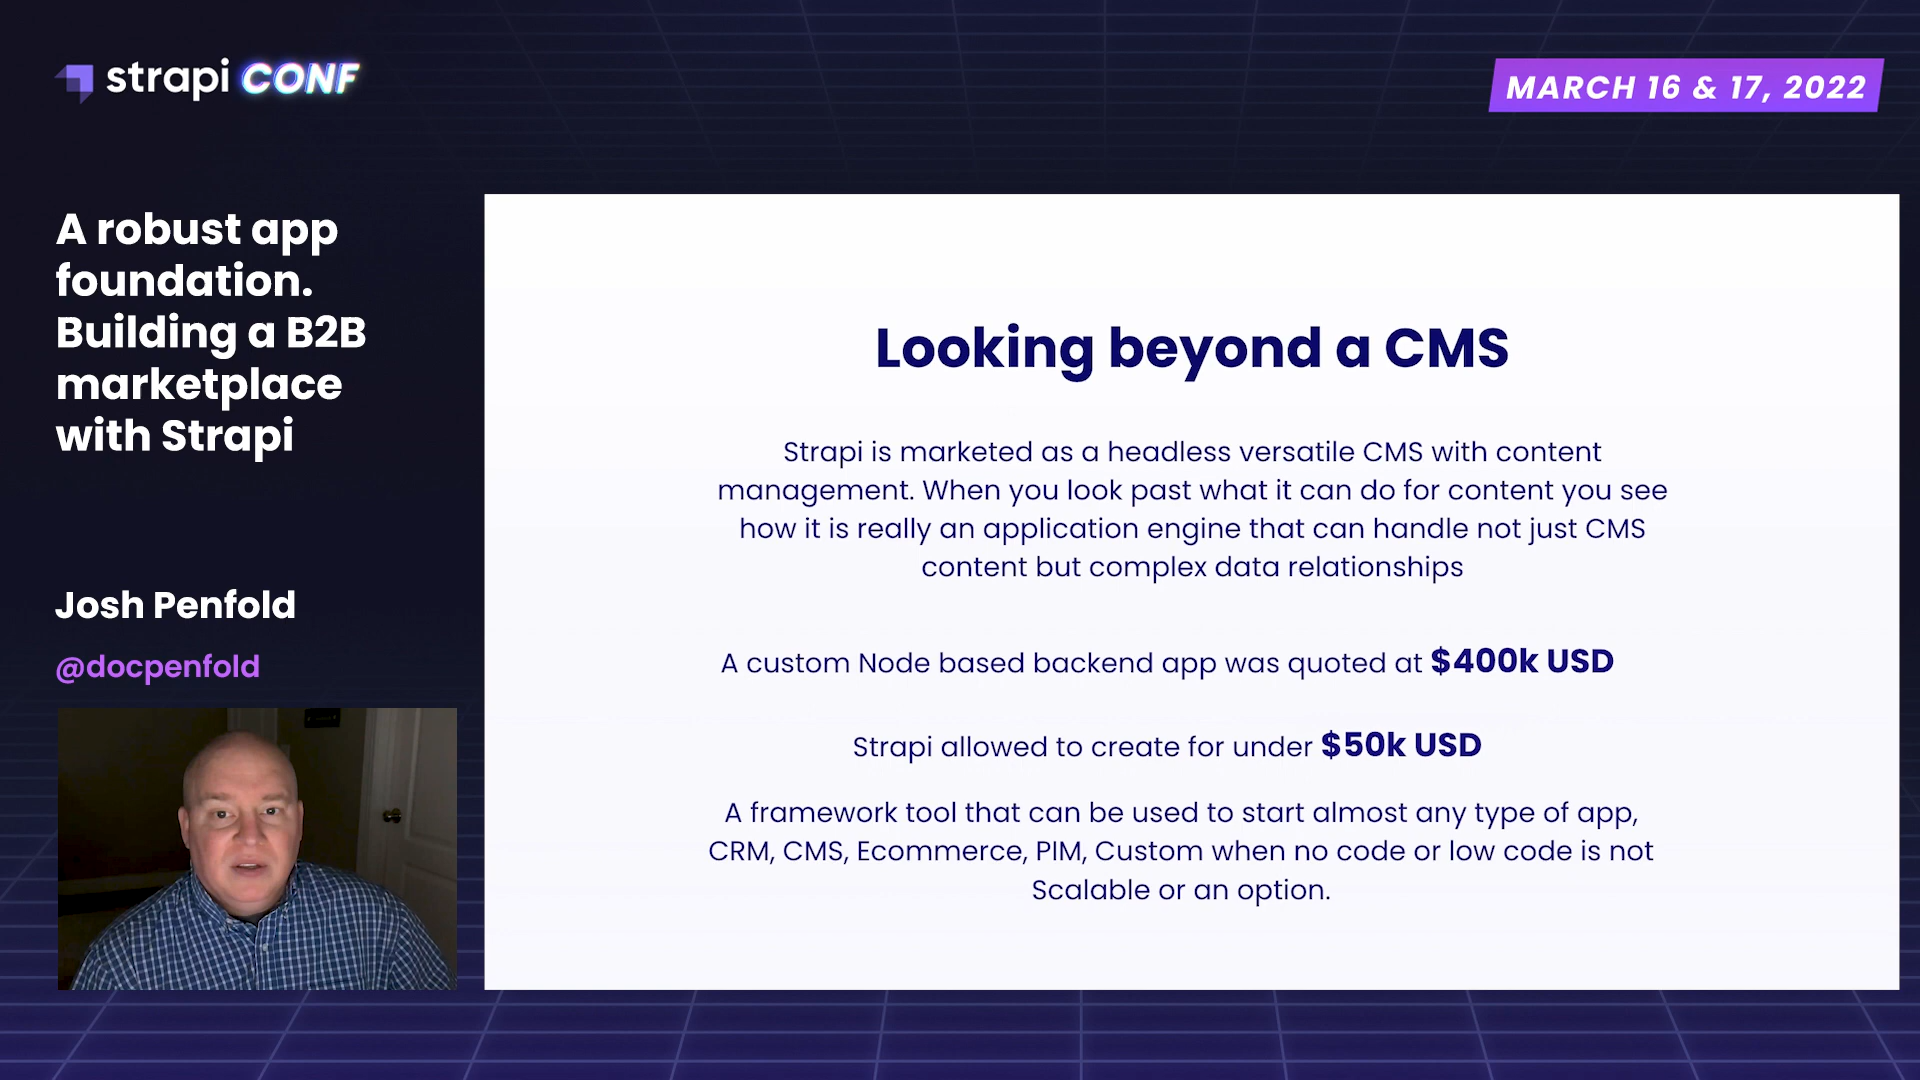 strapi CONF
MARCH 16 & 17, 2022
A robust app
foundation.
Building a B2B
marketplace
with Strapi
Josh Penfold
@docpenfold
Looking beyond a CMS
Strapi is marketed as a headless versatile CMS with content
management. When you look past what it can do for content you see
how it is really an application engine that can handle not just CMS
content but complex data relationships
A custom Node based backend app was quoted at $400k USD
Strapi allowed to create for under $50k USD
A framework tool that can be used to start almost any type of app,
CRM, CMS, Ecommerce, PIM, Custom when no code or low code is not
Scalable or an option.